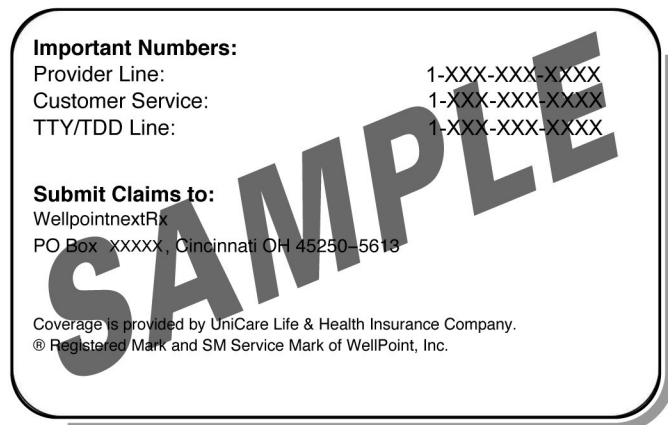 Important Numbers:
Provider Line: 1-XXX-XXX-XXXX
Customer Service: 1-XXX-XXX-XXXX
TTY/TDD Line: 1-XXX-XXX-XXXX
Submit Claims to:
WellpointnextRx
PO Box XXXXX, Cincinnati OH 45250–5613
Coverage is provided by UniCare Life & Health Insurance Company.
® Registered Mark and SM Service Mark of WellPoint, Inc.
SAMPLE